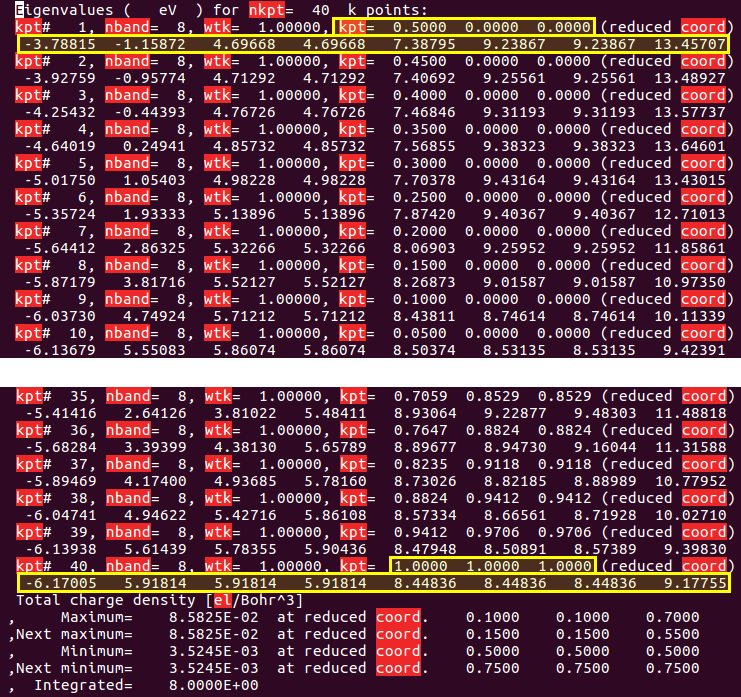 Eigenvalues (   eV  ) for nkpt=  40  k points:
kpt#   1, nband=  8, wtk=  1.00000, kpt=  0.5000  0.0000  0.0000 (reduced coord)
-3.78815  -1.15872   4.69668   4.69668   7.38795   9.23867   9.23867  13.45707
kpt#   2, nband=  8, wtk=  1.00000, kpt=  0.4500  0.0000  0.0000 (reduced coord)
-3.92759  -0.95774   4.71292   4.71292   7.40692   9.25561   9.25561  13.48927
kpt#   3, nband=  8, wtk=  1.00000, kpt=  0.4000  0.0000  0.0000 (reduced coord)
-4.25432  -0.44393   4.76726   4.76726   7.46846   9.31193   9.31193  13.57737
kpt#   4, nband=  8, wtk=  1.00000, kpt=  0.3500  0.0000  0.0000 (reduced coord)
-4.64019   0.24941   4.85732   4.85732   7.56855   9.38323   9.38323  13.64601
kpt#   5, nband=  8, wtk=  1.00000, kpt=  0.3000  0.0000  0.0000 (reduced coord)
-5.01750   1.05403   4.98228   4.98228   7.70378   9.43164   9.43164  13.43015
kpt#   6, nband=  8, wtk=  1.00000, kpt=  0.2500  0.0000  0.0000 (reduced coord)
-5.35724   1.93333   5.13896   5.13896   7.87420   9.40367   9.40367  12.71013
kpt#   7, nband=  8, wtk=  1.00000, kpt=  0.2000  0.0000  0.0000 (reduced coord)
-5.64412   2.86325   5.32266   5.32266   8.06903   9.25952   9.25952  11.85861
kpt#   8, nband=  8, wtk=  1.00000, kpt=  0.1500  0.0000  0.0000 (reduced coord)
-5.87179   3.81716   5.52127   5.52127   8.26873   9.01587   9.01587  10.97350
kpt#   9, nband=  8, wtk=  1.00000, kpt=  0.1000  0.0000  0.0000 (reduced coord)
-6.03730   4.74924   5.71212   5.71212   8.43811   8.74614   8.74614  10.11339
kpt#  10, nband=  8, wtk=  1.00000, kpt=  0.0500  0.0000  0.0000 (reduced coord)
-6.13679   5.55083   5.86074   5.86074   8.50374   8.53135   8.53135   9.42391
kpt#  35, nband=  8, wtk=  1.00000, kpt=  0.7059  0.8529  0.8529 (reduced coord)
-5.41416   2.64126   3.81022   5.48411   8.93064   9.22877   9.48303  11.48818
kpt#  36, nband=  8, wtk=  1.00000, kpt=  0.7647  0.8824  0.8824 (reduced coord)
-5.68284   3.39399   4.38130   5.65789   8.89677   8.94730   9.16044  11.31588
kpt#  37, nband=  8, wtk=  1.00000, kpt=  0.8235  0.9118  0.9118 (reduced coord)
-5.89469   4.17400   4.93685   5.78160   8.73026   8.82185   8.88989  10.77952
kpt#  38, nband=  8, wtk=  1.00000, kpt=  0.8824  0.9412  0.9412 (reduced coord)
-6.04741   4.94622   5.42716   5.86108   8.57334   8.66561   8.71928  10.02710
kpt#  39, nband=  8, wtk=  1.00000, kpt=  0.9412  0.9706  0.9706 (reduced coord)
-6.13938   5.61439   5.78355   5.90436   8.47948   8.50891   8.57389   9.39830
kpt#  40, nband=  8, wtk=  1.00000, kpt=  1.0000  1.0000  1.0000 (reduced coord)
-6.17005   5.91814   5.91814   5.91814   8.44836   8.44836   8.44836   9.17755
Total charge density [el/Bohr^3]
,     Maximum=    8.5825E-02  at reduced coord.    0.1000    0.1000    0.7000
,Next maximum=    8.5825E-02  at reduced coord.    0.1500    0.1500    0.5500
,     Minimum=    3.5245E-03  at reduced coord.    0.5000    0.5000    0.5000
,Next minimum=    3.5245E-03  at reduced coord.    0.7500    0.7500    0.7500
,  Integrated=    8.0000E+00